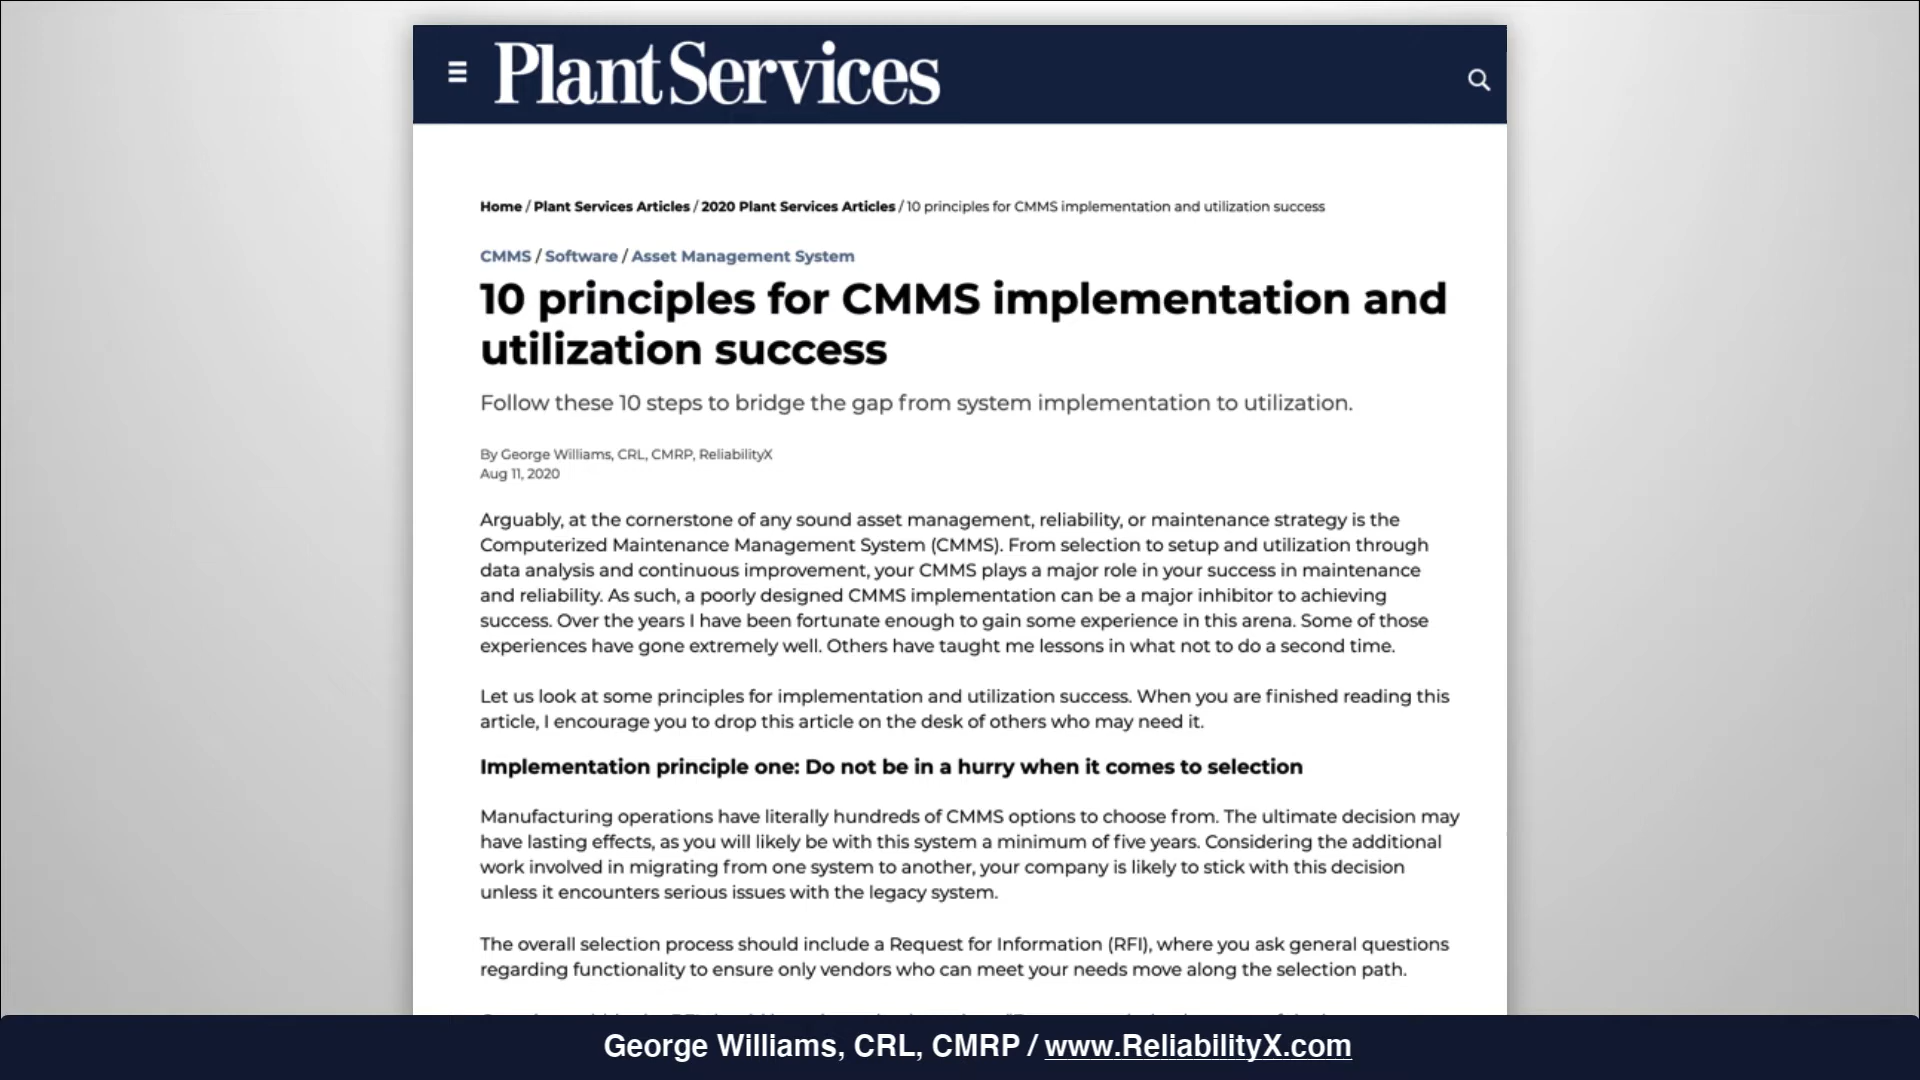 PlantServices
Home / Plant Services Articles / 2020 Plant Services Articles / 10 principles for CMMS implementation and utilization success
CMMS / Software / Asset Management System
10 principles for CMMS implementation and
utilization success
Follow these 10 steps to bridge the gap from system implementation to utilization.
By George Williams, CRL, CMRP, ReliabilityX
Aug 11, 2020
Arguably, at the cornerstone of any sound asset management, reliability, or maintenance strategy is the
Computerized Maintenance Management System (CMMS). From selection to setup and utilization through
data analysis and continuous improvement, your CMMS plays a major role in your success in maintenance
and reliability. As such, a poorly designed CMMS implementation can be a major inhibitor to achieving
success. Over the years I have been fortunate enough to gain some experience in this arena. Some of those
experiences have gone extremely well. Others have taught me lessons in what not to do a second time.
Let us look at some principles for implementation and utilization success. When you are finished reading this
article, I encourage you to drop this article on the desk of others who may need it.
Implementation principle one: Do not be in a hurry when it comes to selection
Manufacturing operations have literally hundreds of CMMS options to choose from. The ultimate decision may
have lasting effects, as you will likely be with this system a minimum of five years. Considering the additional
work involved in migrating from one system to another, your company is likely to stick with this decision
unless it encounters serious issues with the legacy system.
The overall selection process should include a Request for Information (RFI), where you ask general questions
regarding functionality to ensure only vendors who can meet your needs move along the selection path.
George Williams, CRL, CMRP / www.ReliabilityX.com